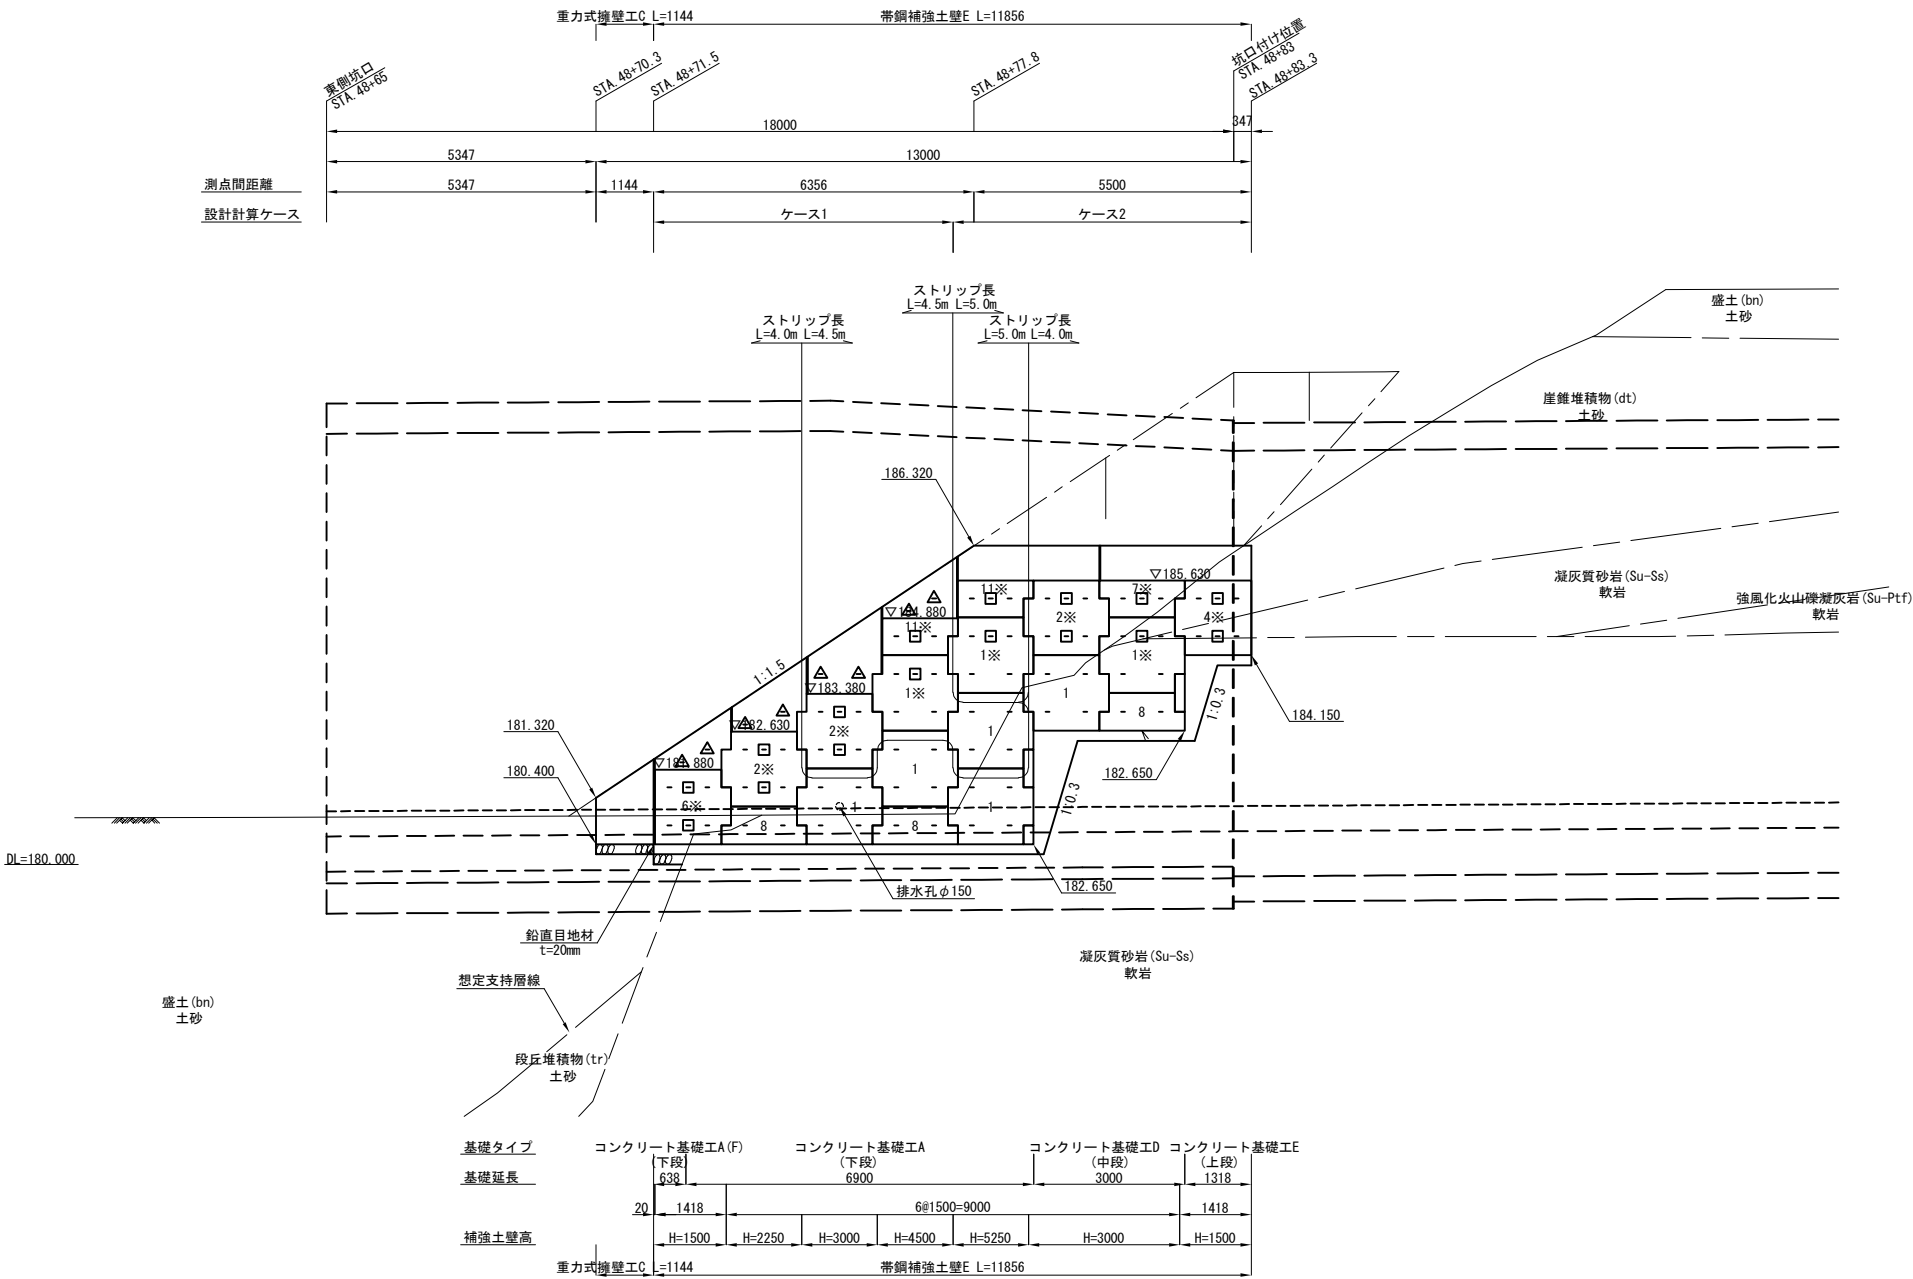 重力式擁壁工C L=1144
帯鋼補強土壁E L=11856
東側坑口
STA.48+65
STA.48+70.3
STA.48+71.5
STA.48+77.8
坑口付け位置
STA.48+83
STA.48+83.3
18000
347
5347
13000
測点間距離
5347
1144
6356
5500
設計計算ケース
ケース1
ケース2
ストリップ長
L=4.5m L=5.0m
ストリップ長
L=4.0m L=4.5m
ストリップ長
L=5.0m L=4.0m
盛土(bn)
土砂
崖錐堆積物(dt)
土砂
186.320
凝灰質砂岩(Su-Ss)
軟岩
強風化火山礫凝灰岩(Su-Ptf)
軟岩
▽185.630
11※
7※
2※
4※
▽184.880
11※
1※
1※
1:1.5
▽183.380
1※
1
8
1:0.3
184.150
181.320
▽182.630
2※
1
180.400
▽181.880
2※
1
182.650
6※
1
1
1:0.3
8
8
182.650
排水孔φ150
DL=180.000
鉛直目地材
t=20mm
凝灰質砂岩(Su-Ss)
軟岩
想定支持層線
盛土(bn)
土砂
段丘堆積物(tr)
土砂
基礎タイプ
コンクリート基礎工A(F)
(下段)
コンクリート基礎工A
(下段)
コンクリート基礎工D
(中段)
コンクリート基礎工E
(上段)
基礎延長
638
6900
3000
1318
20
1418
6@1500=9000
1418
補強土壁高
H=1500
H=2250
H=3000
H=4500
H=5250
H=3000
H=1500
重力式擁壁工C L=1144
帯鋼補強土壁E L=11856